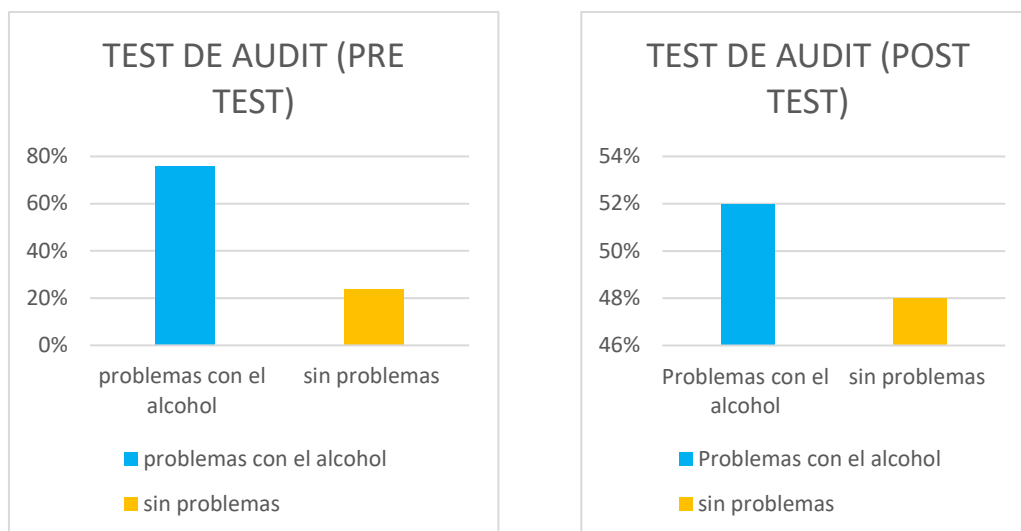 TEST DE AUDIT (PRE
TEST)
80%
60%
40%
20%
0%
problemas con el
alcohol
sin problemas
problemas con el alcohol
sin problemas
TEST DE AUDIT (POST
TEST)
54%
52%
50%
48%
46%
Problemas con el
alcohol
sin problemas
Problemas con el alcohol
sin problemas